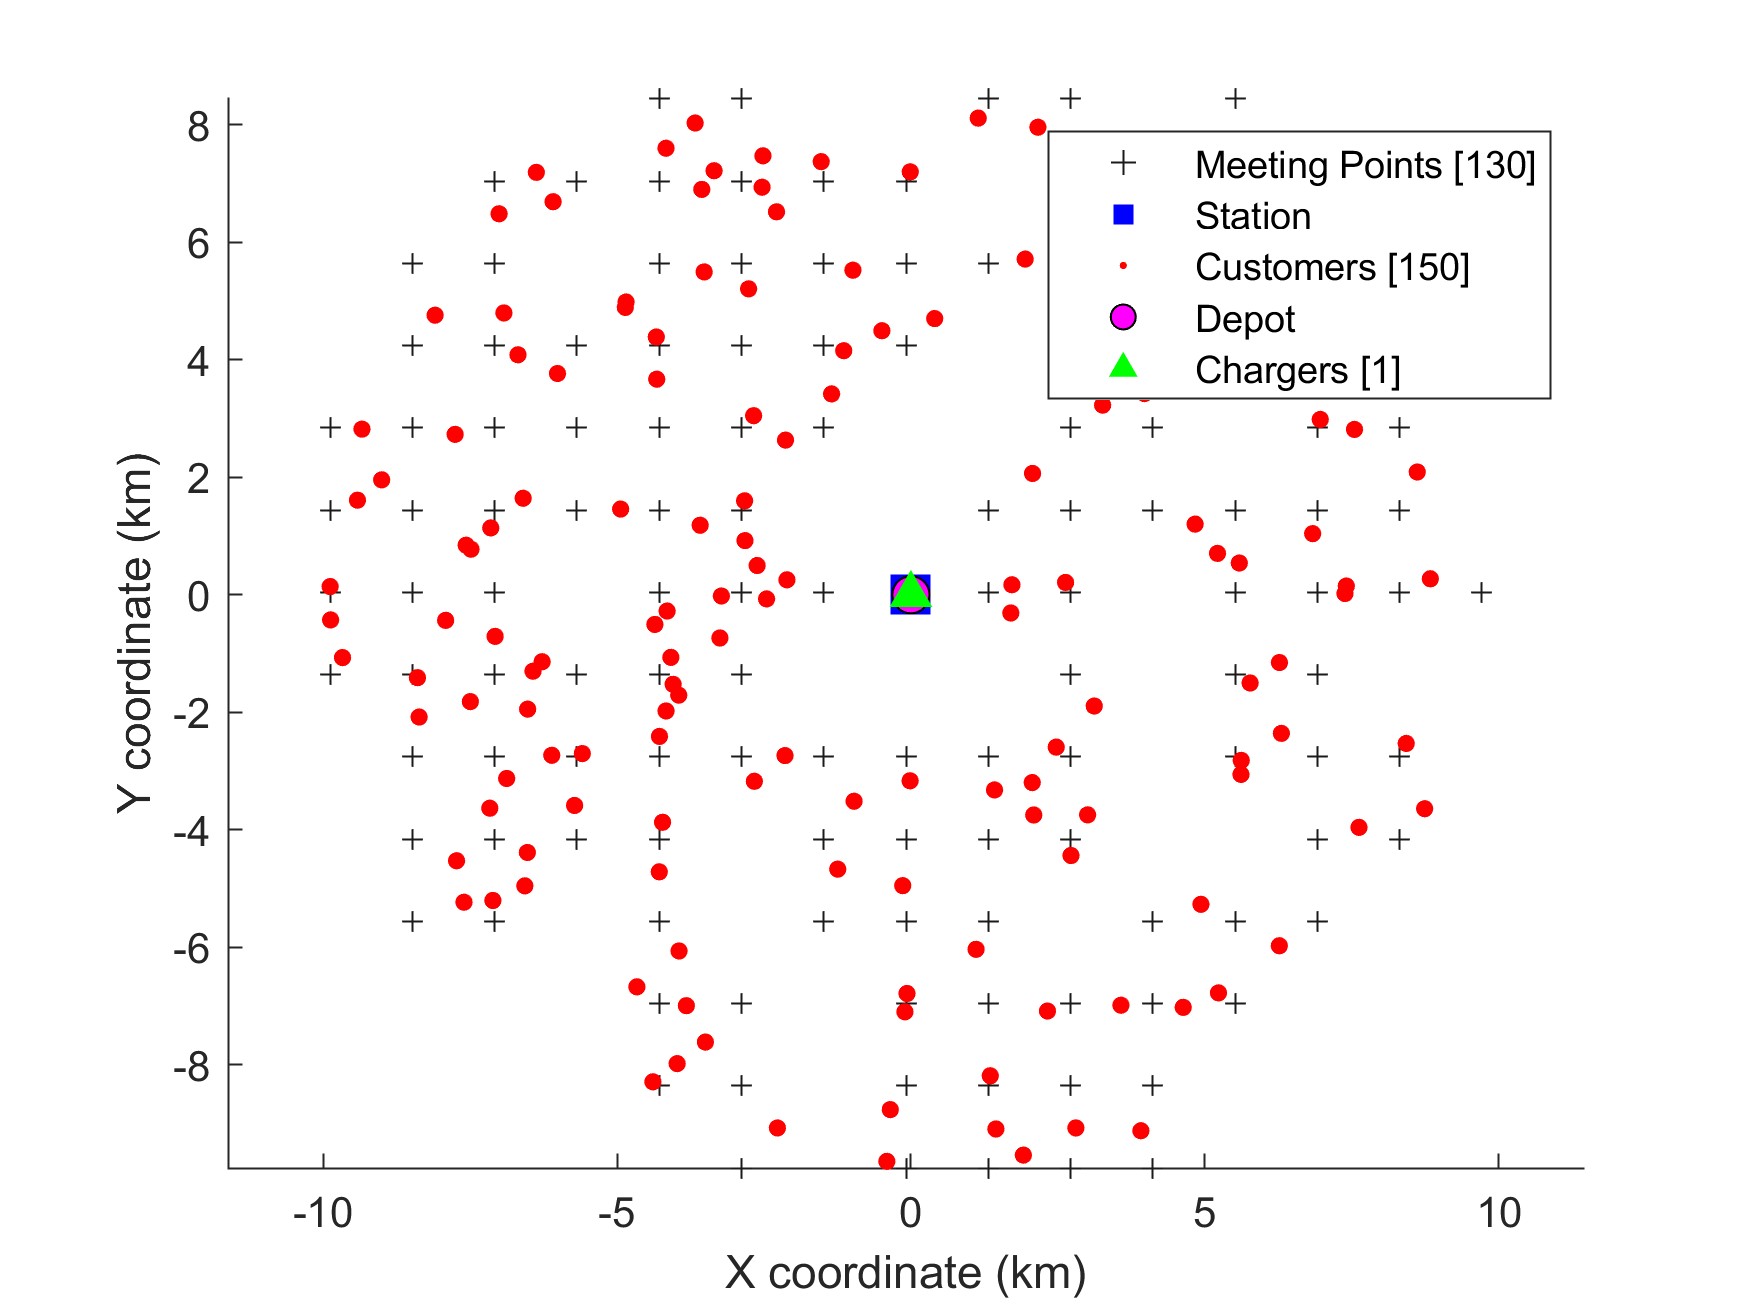 8
6
4
2
0
-2
-4
-6
-8
Y coordinate (km)
Meeting Points [130]
Station
Customers [150]
Depot
Chargers [1]
-10
-5
0
5
10
X coordinate (km)